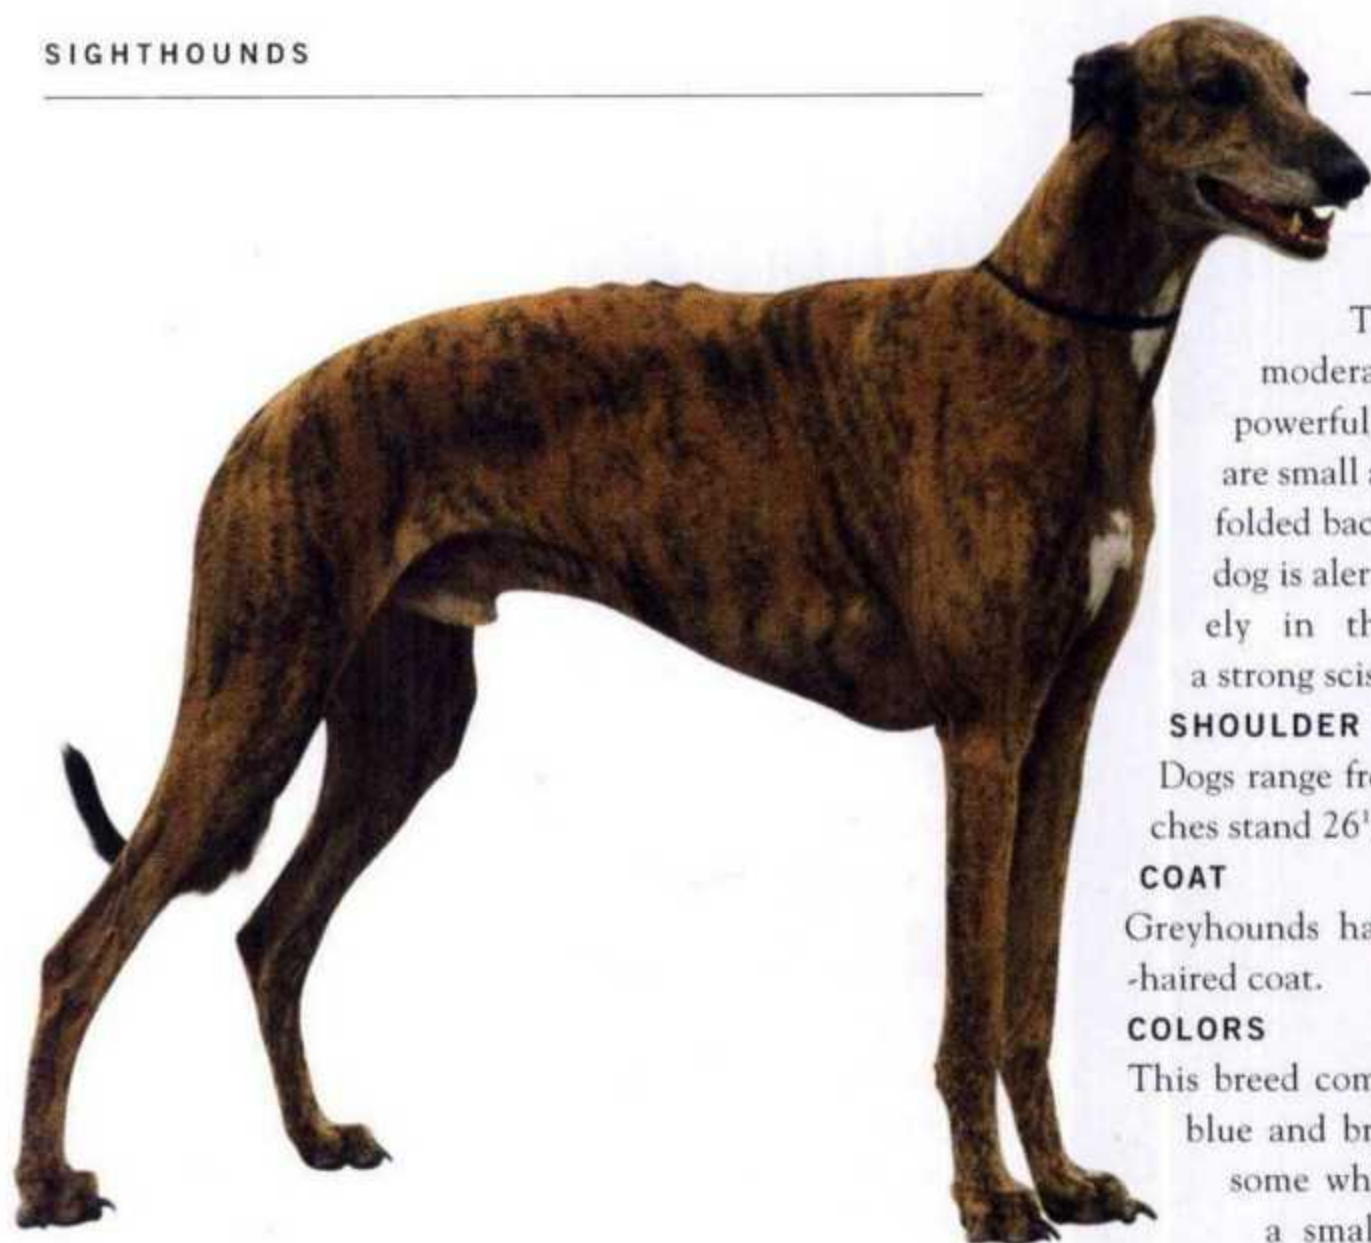 SIGHTHOUNDS
T
modera
powerful
are small a
folded bac
dog is aler
ely in th
a strong scis
SHOULDER
Dogs range fr
ches stand 26¹
COAT
Greyhounds ha
-haired coat.
COLORS
This breed com
blue and br
some wh
a smal